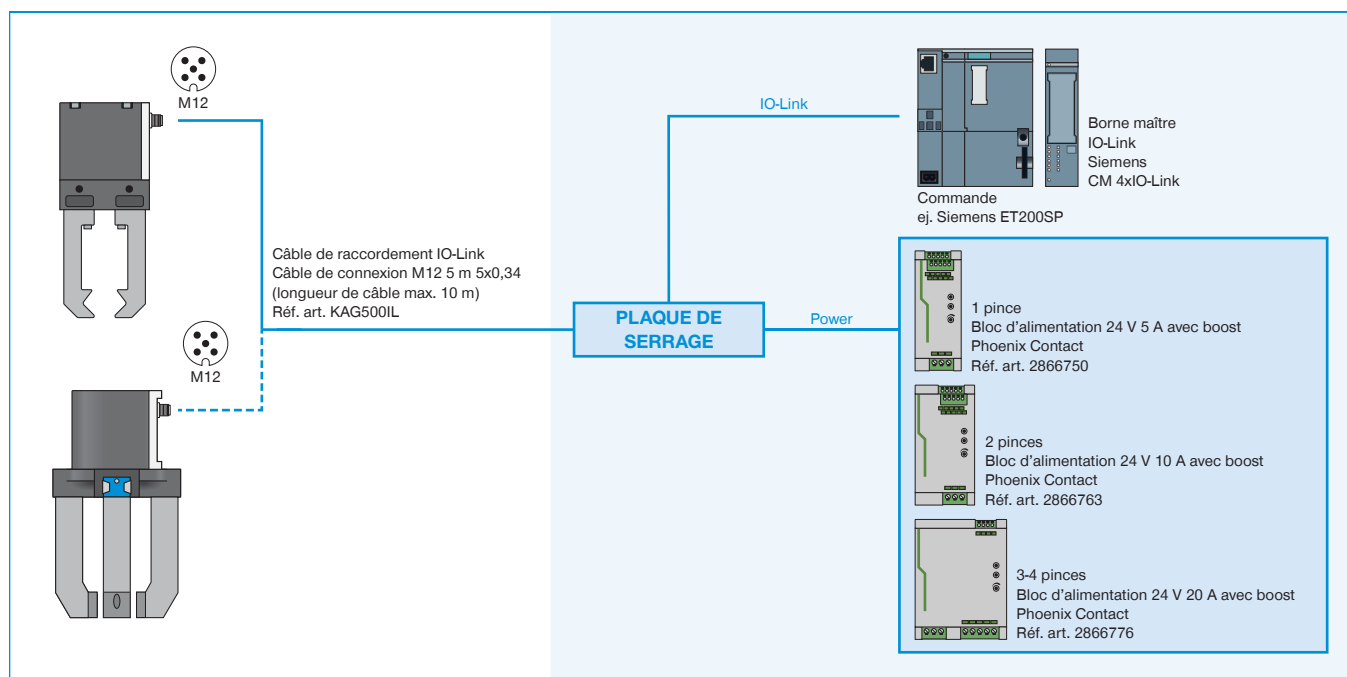 M12
Câble de raccordement IO-Link
Câble de connexion M12 5 m 5x0,34
(longueur de câble max. 10 m)
Réf. art. KAG500IL
M12
IO-Link
PLAQUE DE
SERRAGE
Power
Commande
ej. Siemens ET200SP
Borne maître
IO-Link
Siemens
CM 4xIO-Link
1 pince
Bloc d'alimentation 24 V 5 A avec boost
Phoenix Contact
Réf. art. 2866750
2 pinces
Bloc d'alimentation 24 V 10 A avec boost
Phoenix Contact
Réf. art. 2866763
3-4 pinces
Bloc d'alimentation 24 V 20 A avec boost
Phoenix Contact
Réf. art. 2866776